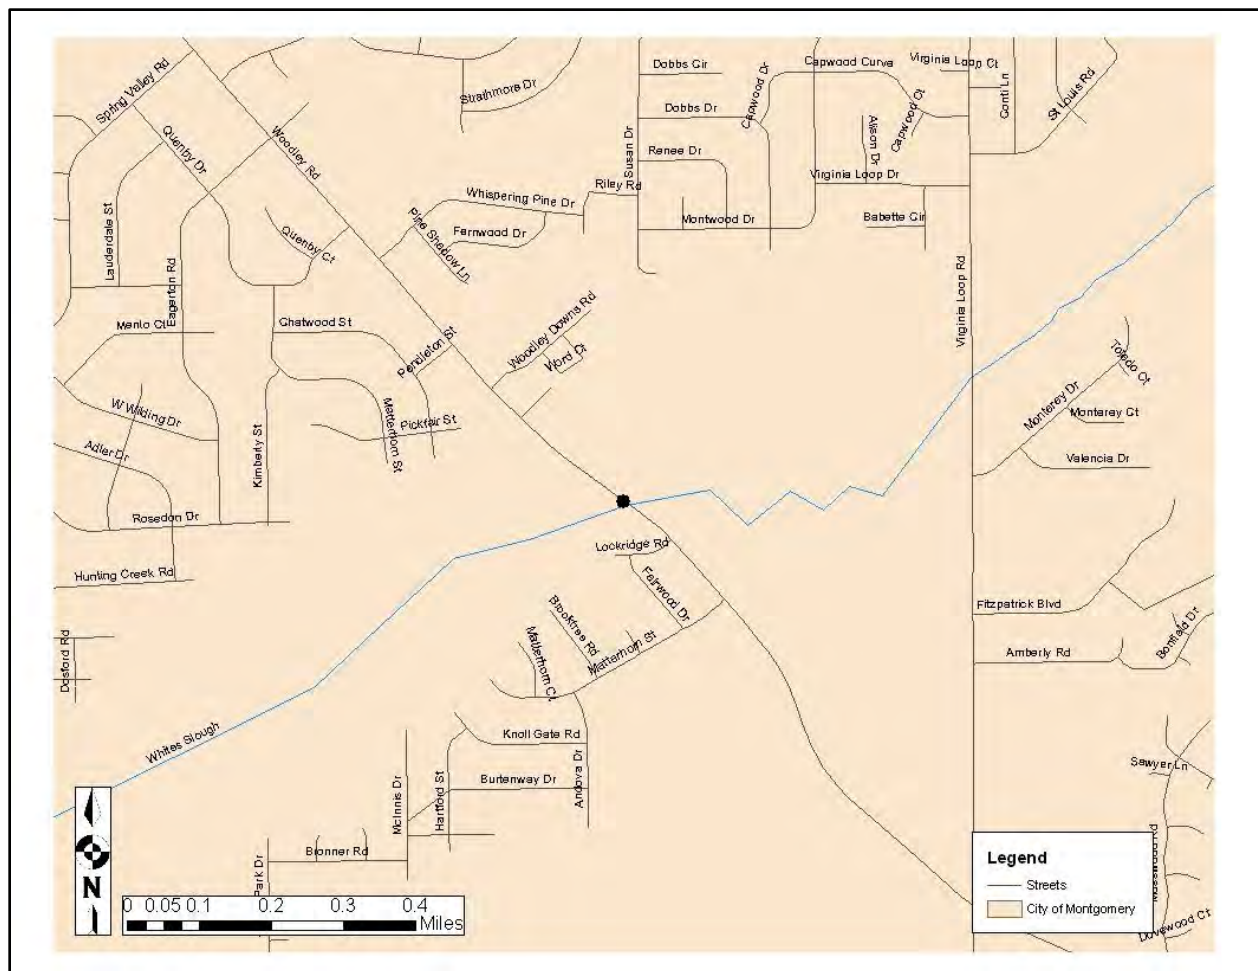 Spring Valley Rd
Woodley Rd
Quenby Dr
Strathmore Dr
Dobbs Cir
Dobbs Dr
Capwood Dr
Capwood Curve
Virginia Loop Ct
Conti Ln
St Louis Rd
Capwood Ct
Alison Dr
Susan Dr
Renee Dr
Riley Rd
Virginia Loop Dr
Montwood Dr
Babette Cir
Whispering Pine Dr
Pine Shadow Ln
Fernwood Dr
Lauderdale St
Quenby Ct
Eagerton Rd
Virginia Loop Rd
Menlo Ct
Chatwood St
Pendleton St
Woodley Downs Rd
Word Ct
Toledo Ct
Monterey Dr
Monterey Ct
Valencia Dr
W Wilding Dr
Adler Dr
Kimberly St
Matterhorn St
Pickfair St
Rosedon Dr
Hunting Creek Rd
Lockridge Rd
Fairwood Dr
Fitzpatrick Blvd
Bonfield Dr
Amberly Rd
Brooktree Rd
Matterhorn St
Matterhorn Ct
Dosford Rd
Whites Slough
Knoll Gate Rd
Burtenway Dr
Andova Dr
Hartford St
McInnis Dr
Bronner Rd
Park Dr
Sawyer Ln
Dovewood Ct
N
0 0.05 0.1 0.2 0.3 0.4
Miles
Legend
Streets
City of Montgomery